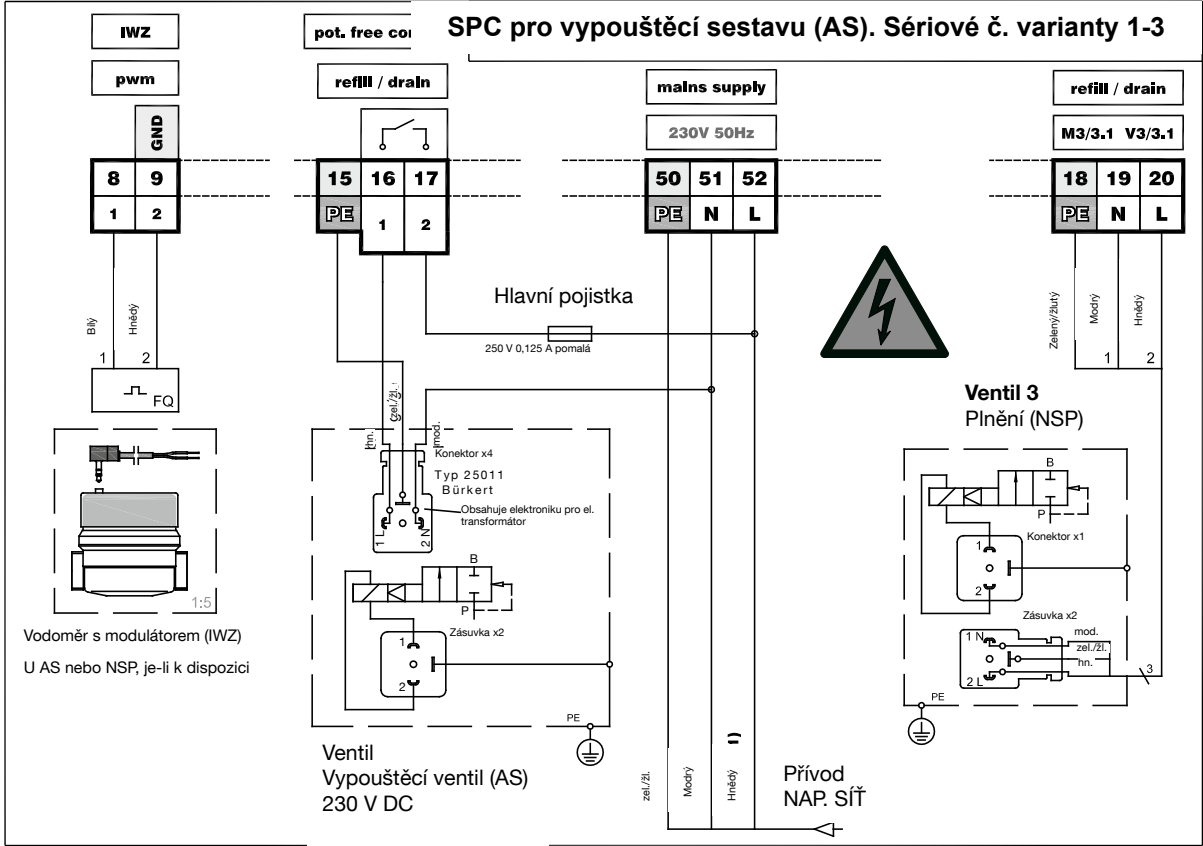 SPC pro vypouštěcí sestavu (AS). Sériové č. varianty 1-3
IWZ
pwm
GND
8 9
1 2
Bílý
Hnědý
1 2
FQ
1:5
Vodoměr s modulátorem (IWZ)
U AS nebo NSP, je-li k dispozici
pot. free
refill / drain
15 16 17
PE 1 2
Hlavní pojistka
250 V 0,125 A pomalá
hn.
zel./žl.
mod.
Konektor x4
Typ 25011
Bürkert
Obsahuje elektroniku pro el.
transformátor
1 L
2 N
B
P
Zásuvka x2
1
2
PE
Ventil
Vypouštěcí ventil (AS)
230 V DC
mains supply
230V 50Hz
50 51 52
PE N L
zel./žl.
Modrý
Hnědý
Přívod
NAP. SÍŤ
refill / drain
M3/3.1 V3/3.1
18 19 20
PE N L
Zelený/žlutý
Modrý
Hnědý
1 2
Ventil 3
Plnění (NSP)
B
P
Konektor x1
1
2
Zásuvka x2
1 N
2 L
mod.
zel./žl.
hn.
3
PE